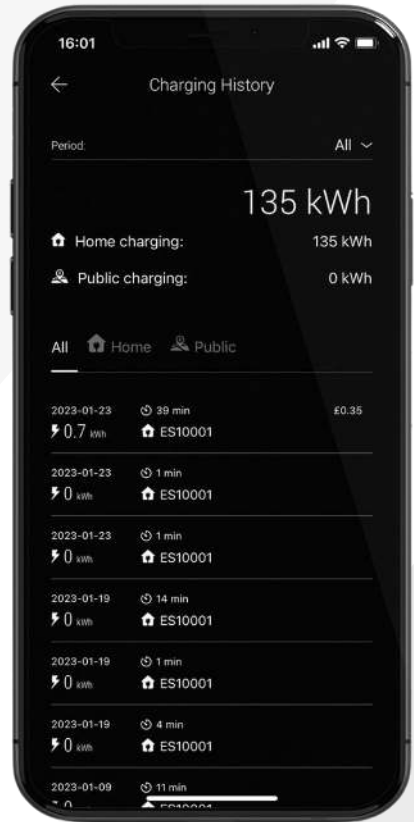 16:01
Charging History
Period: All
135 kWh
Home charging: 135 kWh
Public charging: 0 kWh
All Home Public
2023-01-23 39 min £0.35
0.7 kWh ES10001
2023-01-23 1 min
0 kWh ES10001
2023-01-23 1 min
0 kWh ES10001
2023-01-19 14 min
0 kWh ES10001
2023-01-19 1 min
0 kWh ES10001
2023-01-19 4 min
0 kWh ES10001
2023-01-09 11 min